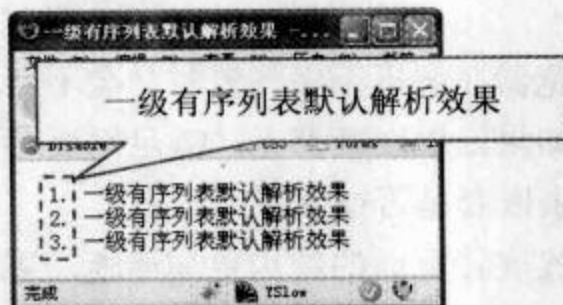 一级有序列表默认解析效果 -...
一级有序列表默认解析效果
Disable
CSS
Forms
1. 一级有序列表默认解析效果
2. 一级有序列表默认解析效果
3. 一级有序列表默认解析效果
完成
YSlow